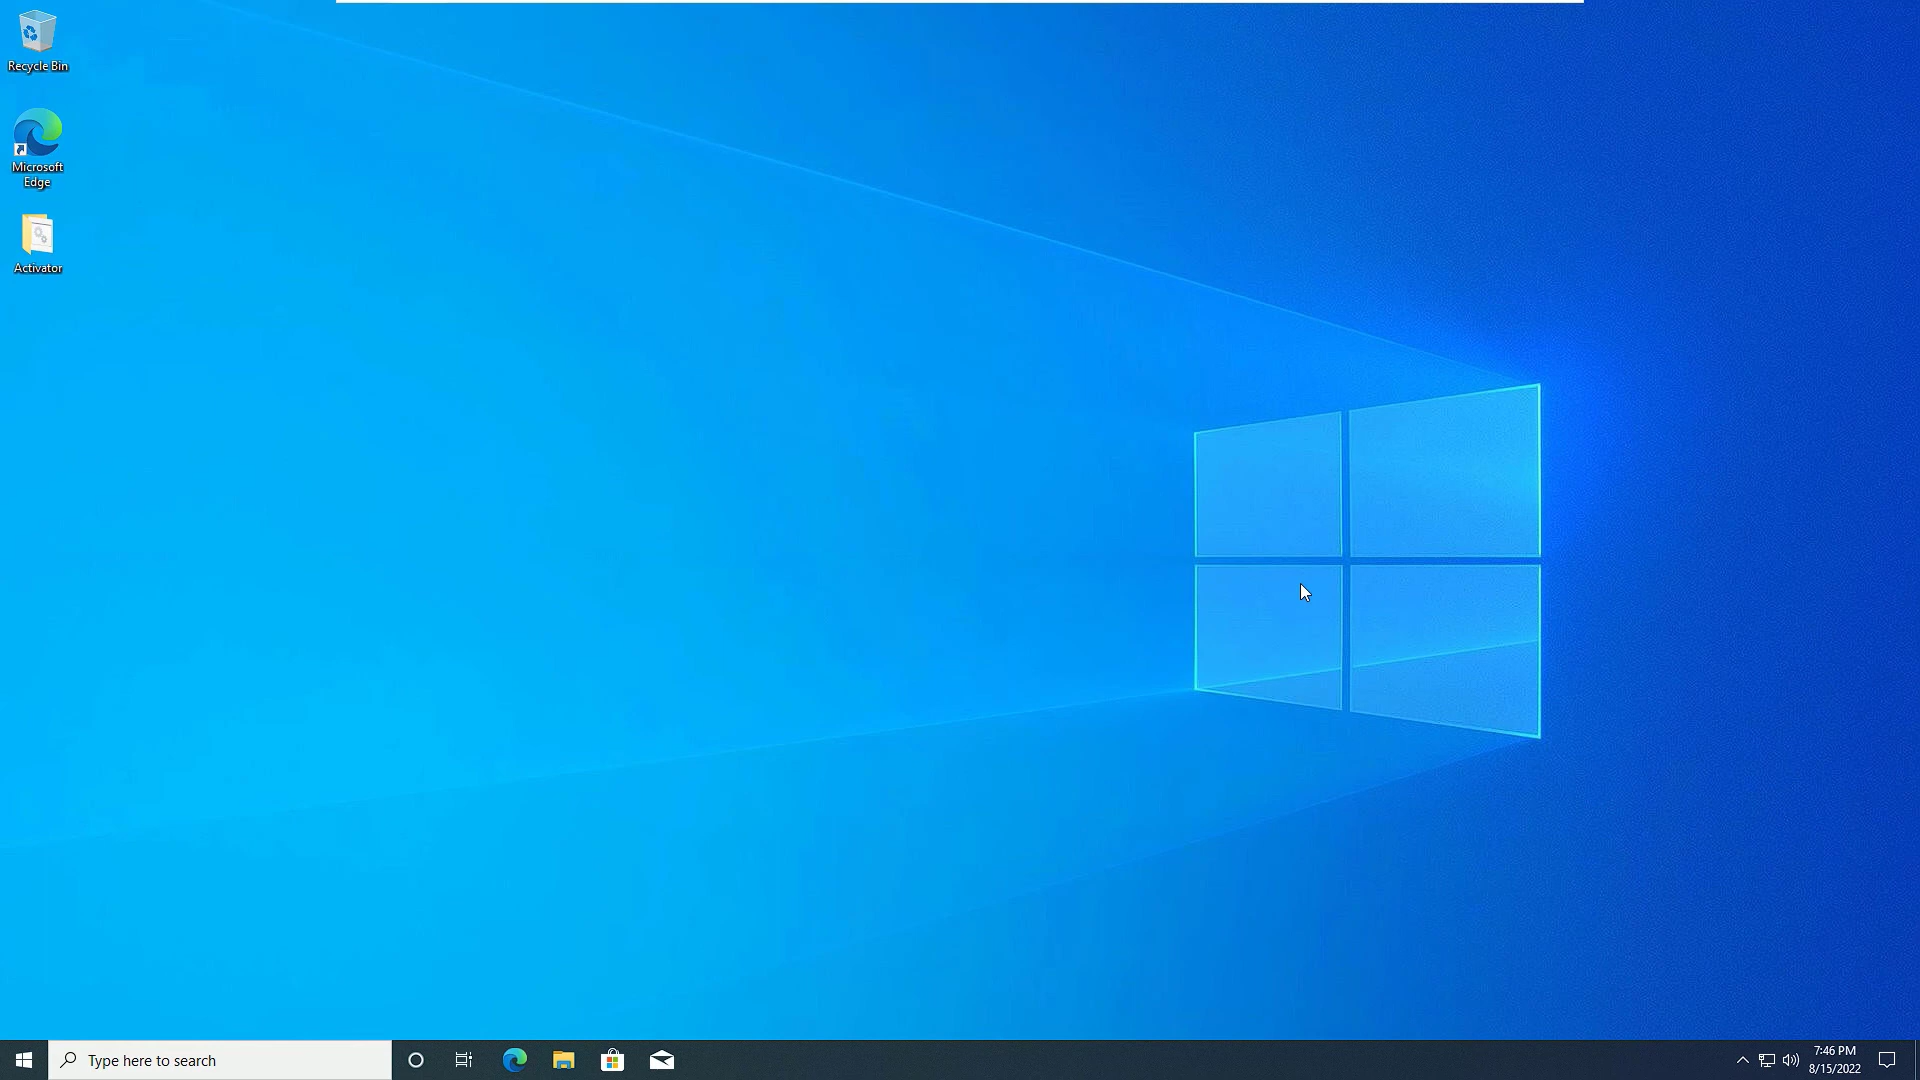 Recycle Bin
Microsoft
Edge
Activator
Type here to search
7:46 PM
8/15/2022